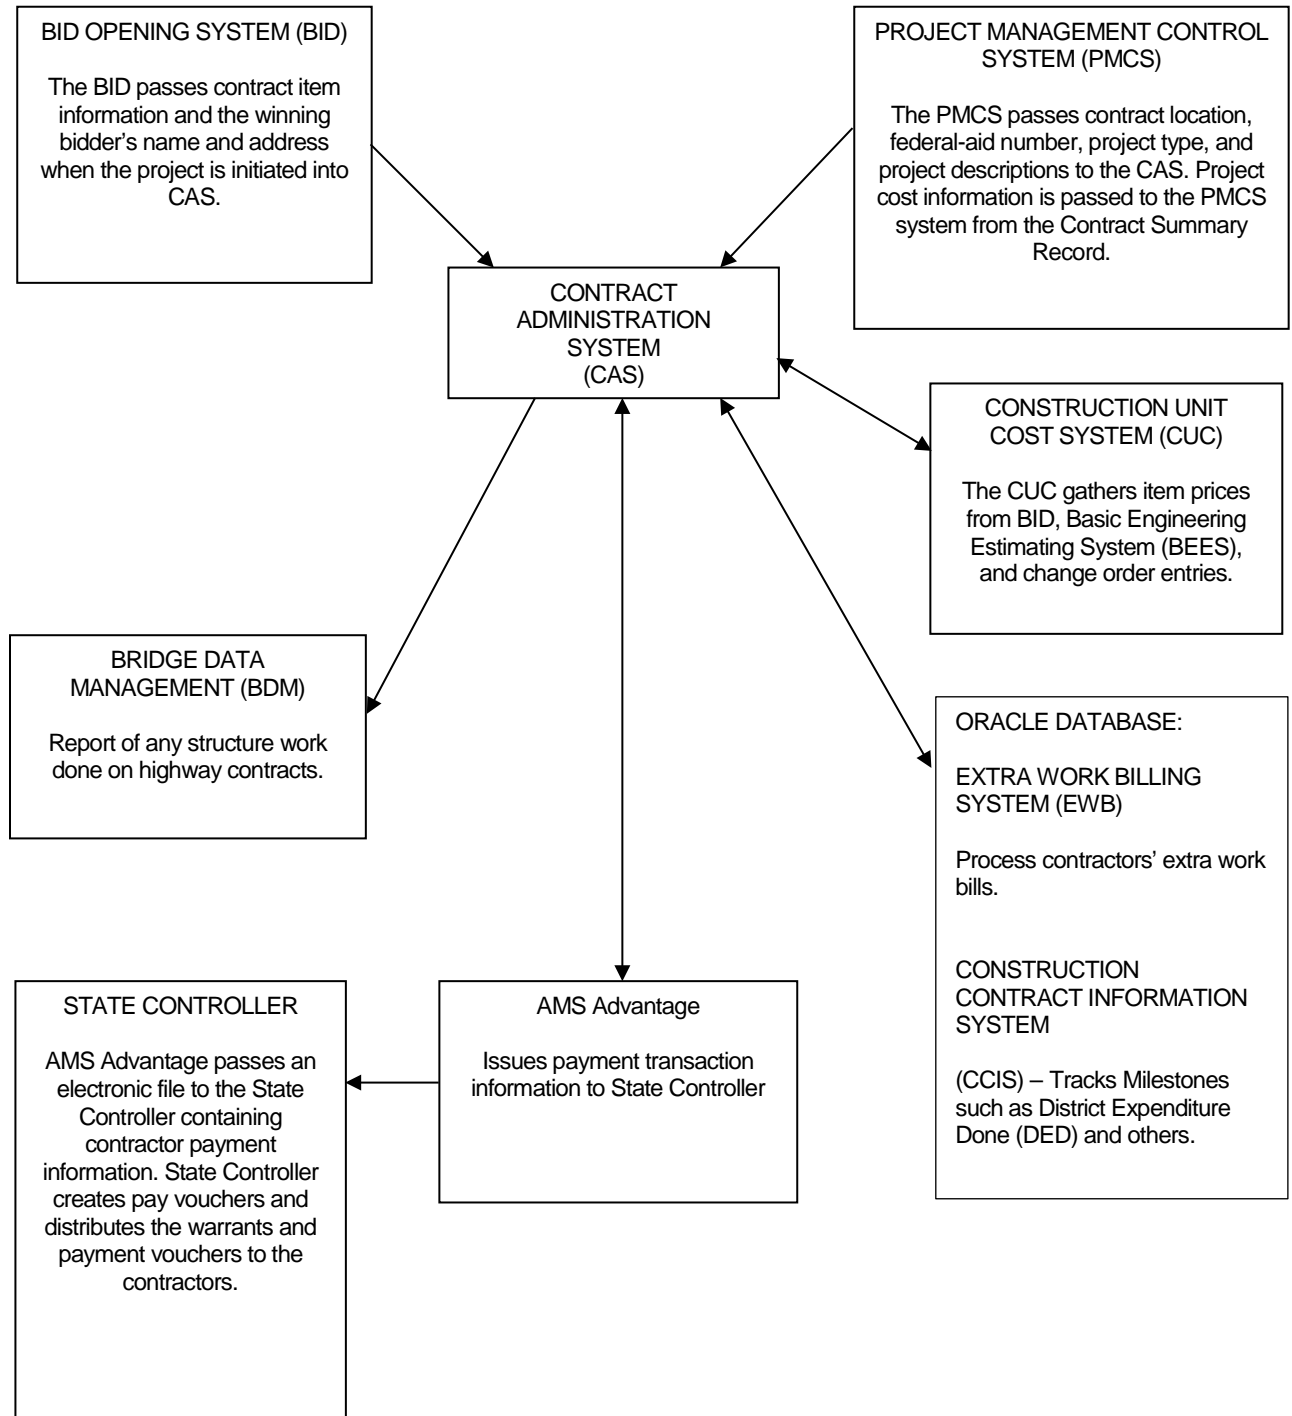 BID OPENING SYSTEM (BID)
The BID passes contract item
information and the winning
bidder’s name and address
when the project is initiated into
CAS.
PROJECT MANAGEMENT CONTROL
SYSTEM (PMCS)
The PMCS passes contract location,
federal-aid number, project type, and
project descriptions to the CAS. Project
cost information is passed to the PMCS
system from the Contract Summary
Record.
CONTRACT
ADMINISTRATION
SYSTEM
(CAS)
CONSTRUCTION UNIT
COST SYSTEM (CUC)
The CUC gathers item prices
from BID, Basic Engineering
Estimating System (BEES),
and change order entries.
BRIDGE DATA
MANAGEMENT (BDM)
Report of any structure work
done on highway contracts.
ORACLE DATABASE:
EXTRA WORK BILLING
SYSTEM (EWB)
Process contractors’ extra work
bills.
CONSTRUCTION
CONTRACT INFORMATION
SYSTEM
(CCIS) – Tracks Milestones
such as District Expenditure
Done (DED) and others.
STATE CONTROLLER
AMS Advantage passes an
electronic file to the State
Controller containing
contractor payment
information. State Controller
creates pay vouchers and
distributes the warrants and
payment vouchers to the
contractors.
AMS Advantage
Issues payment transaction
information to State Controller